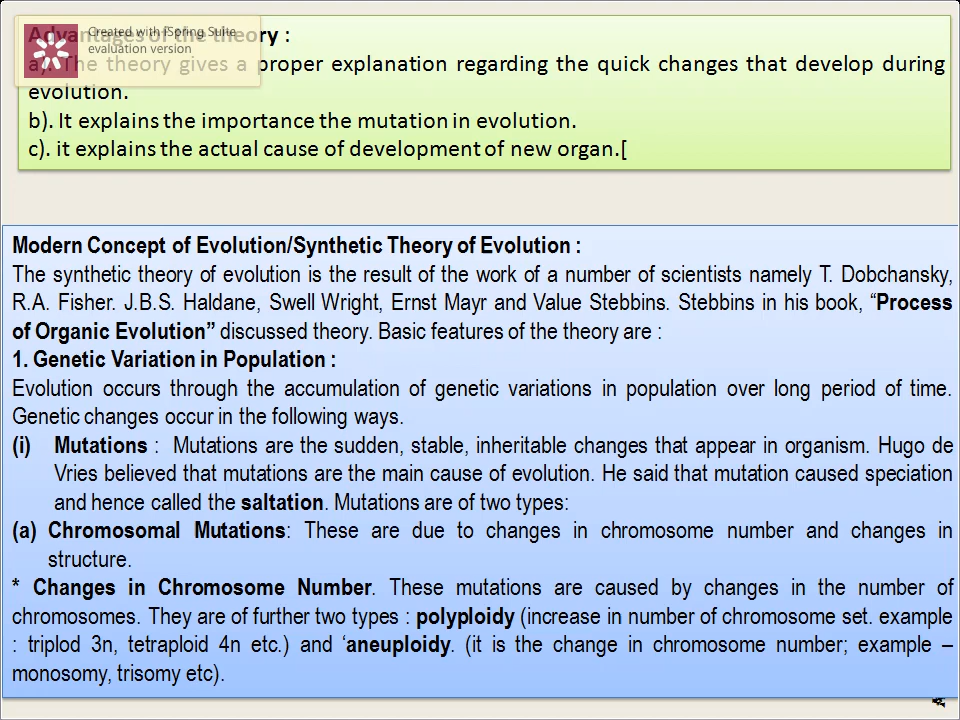 Created with iSpring Suite
evaluation version
Advantages of the theory :
a). The theory gives a proper explanation regarding the quick changes that develop during
evolution.
b). It explains the importance the mutation in evolution.
c). it explains the actual cause of development of new organ.[
Modern Concept of Evolution/Synthetic Theory of Evolution :
The synthetic theory of evolution is the result of the work of a number of scientists namely T. Dobchansky,
R.A. Fisher. J.B.S. Haldane, Swell Wright, Ernst Mayr and Value Stebbins. Stebbins in his book, “Process
of Organic Evolution” discussed theory. Basic features of the theory are :
1. Genetic Variation in Population :
Evolution occurs through the accumulation of genetic variations in population over long period of time.
Genetic changes occur in the following ways.
(i) Mutations : Mutations are the sudden, stable, inheritable changes that appear in organism. Hugo de
Vries believed that mutations are the main cause of evolution. He said that mutation caused speciation
and hence called the saltation. Mutations are of two types:
(a) Chromosomal Mutations: These are due to changes in chromosome number and changes in
structure.
* Changes in Chromosome Number. These mutations are caused by changes in the number of
chromosomes. They are of further two types : polyploidy (increase in number of chromosome set. example
: triplod 3n, tetraploid 4n etc.) and ‘aneuploidy. (it is the change in chromosome number; example –
monosomy, trisomy etc).